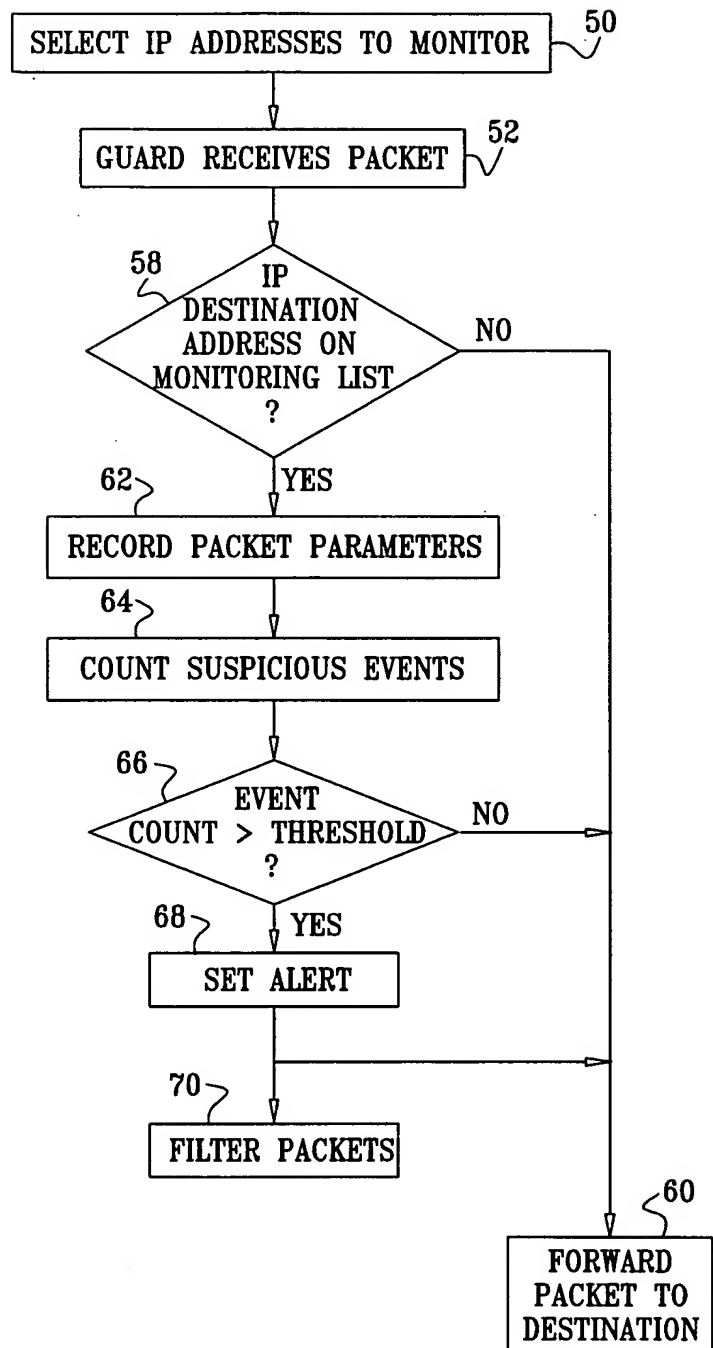 50
SELECT IP ADDRESSES TO MONITOR
52
GUARD RECEIVES PACKET
58
IP
DESTINATION
ADDRESS ON
MONITORING LIST
?
NO
YES
62
RECORD PACKET PARAMETERS
64
COUNT SUSPICIOUS EVENTS
66
EVENT
COUNT > THRESHOLD
?
NO
YES
68
SET ALERT
70
FILTER PACKETS
60
FORWARD
PACKET TO
DESTINATION